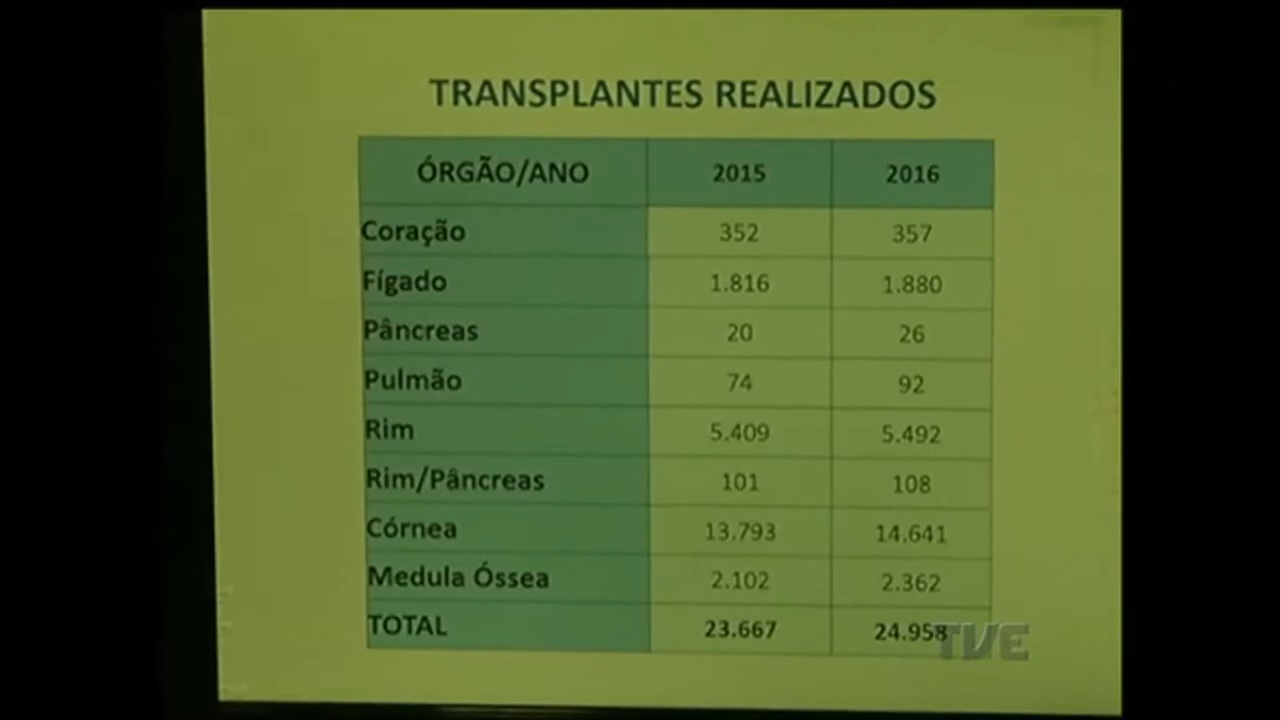 TRANSPLANTES REALIZADOS
ÓRGÃO/ANO 2015 2016
Coração 352 357
Fígado 1.816 1.880
Pâncreas 20 26
Pulmão 74 92
Rim 5.409 5.492
Rim/Pâncreas 101 108
Córnea 13.793 14.641
Medula Óssea 2.102 2.362
TOTAL 23.667 24.958
TVE